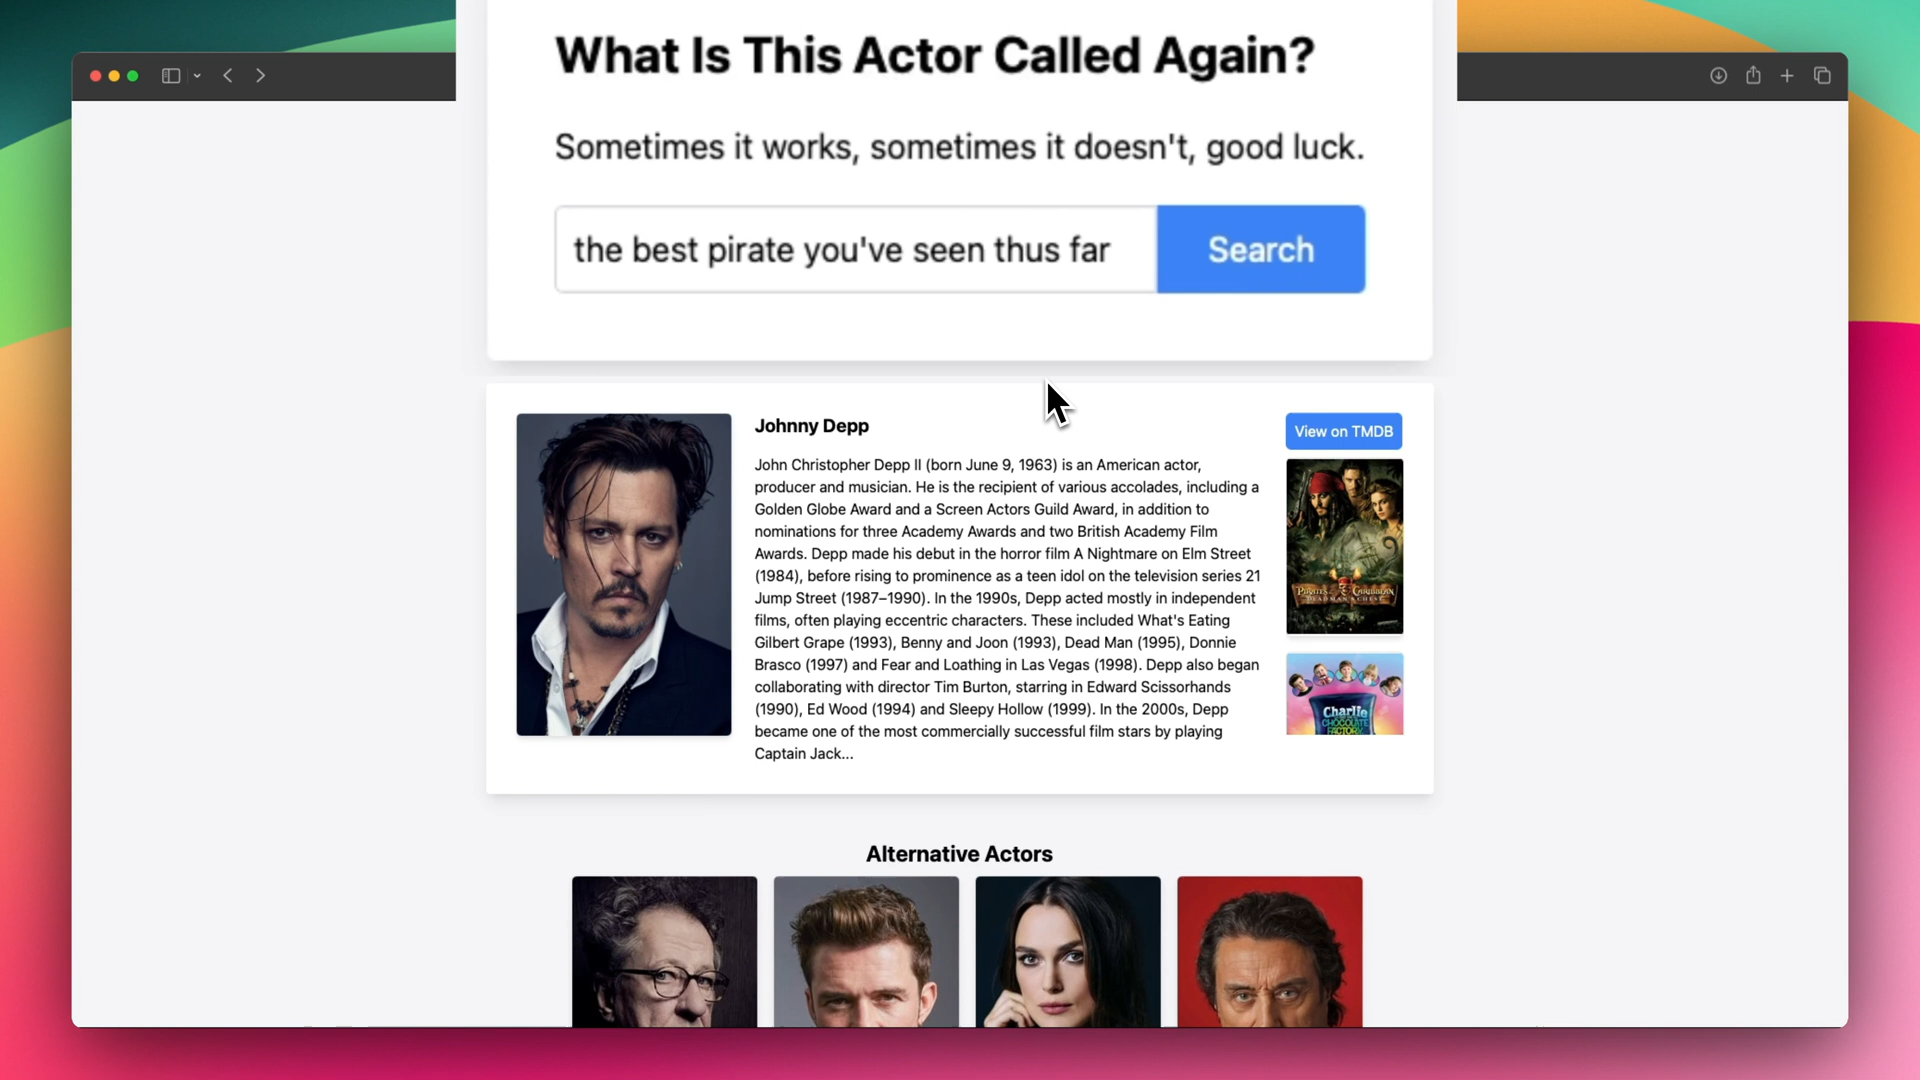 What Is This Actor Called Again?
Sometimes it works, sometimes it doesn't, good luck.
the best pirate you've seen thus far
Search
Johnny Depp
John Christopher Depp II (born June 9, 1963) is an American actor,
producer and musician. He is the recipient of various accolades, including a
Golden Globe Award and a Screen Actors Guild Award, in addition to
nominations for three Academy Awards and two British Academy Film
Awards. Depp made his debut in the horror film A Nightmare on Elm Street
(1984), before rising to prominence as a teen idol on the television series 21
Jump Street (1987–1990). In the 1990s, Depp acted mostly in independent
films, often playing eccentric characters. These included What's Eating
Gilbert Grape (1993), Benny and Joon (1993), Dead Man (1995), Donnie
Brasco (1997) and Fear and Loathing in Las Vegas (1998). Depp also began
collaborating with director Tim Burton, starring in Edward Scissorhands
(1990), Ed Wood (1994) and Sleepy Hollow (1999). In the 2000s, Depp
became one of the most commercially successful film stars by playing
Captain Jack...
View on TMDB
PIRATES of the CARIBBEAN
DEAD MAN'S CHEST
Charlie
CHOCOLATE
FACTORY
Alternative Actors